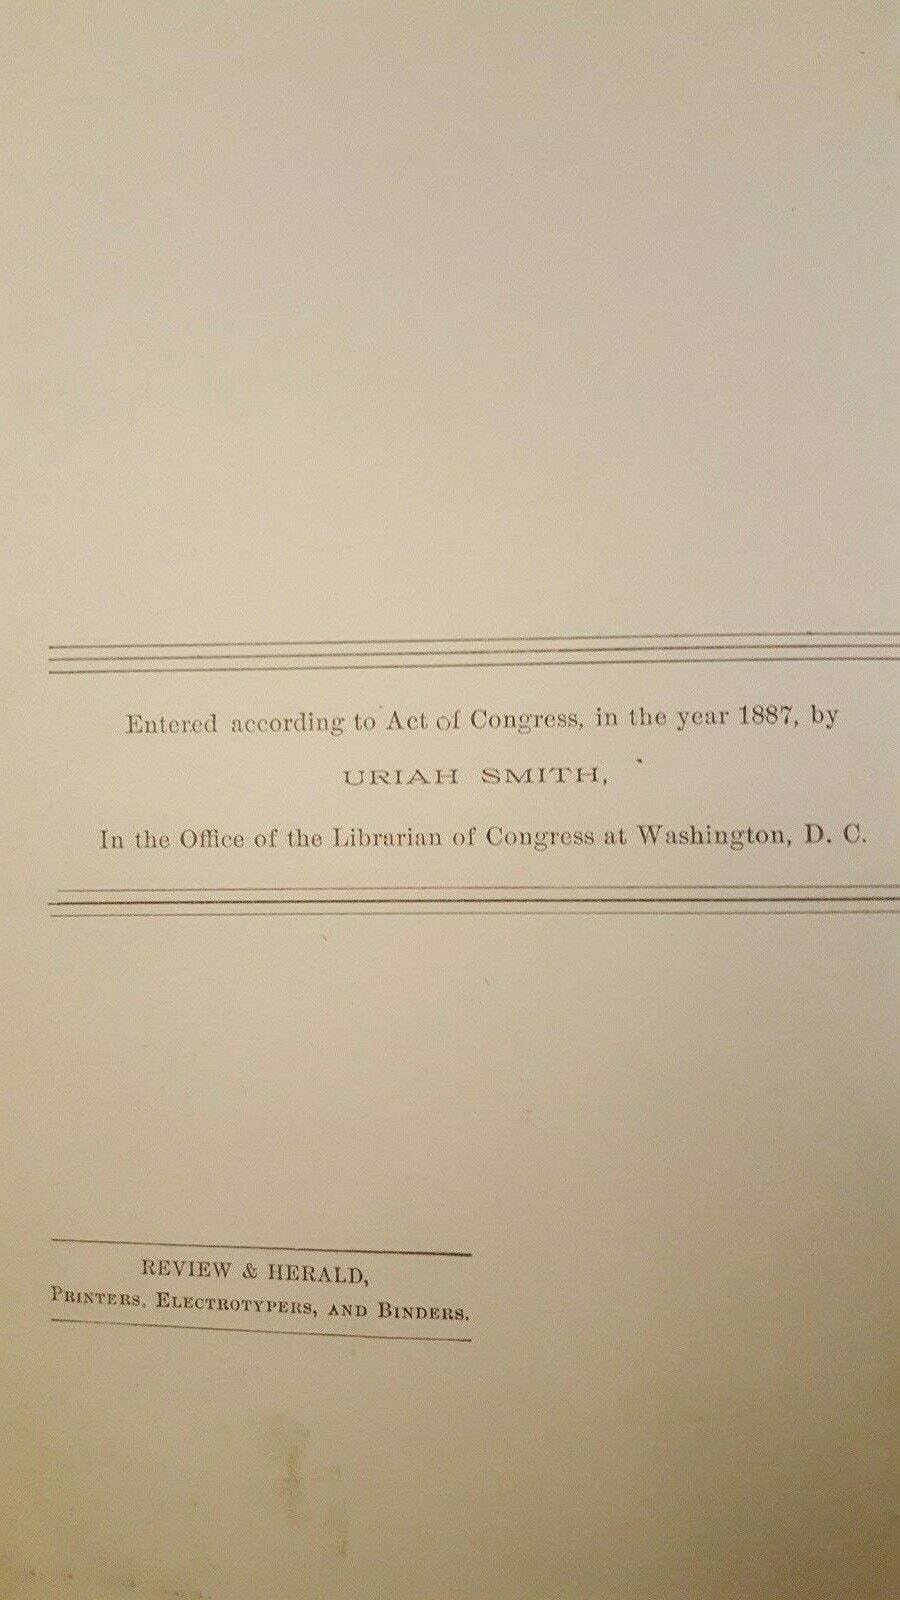 Entered according to Act of Congress, in the year 1887, by
URIAH SMITH,
In the Office of the Librarian of Congress at Washington, D. C.
REVIEW & HERALD,
PRINTERS, ELECTROTYPERS, AND BINDERS.